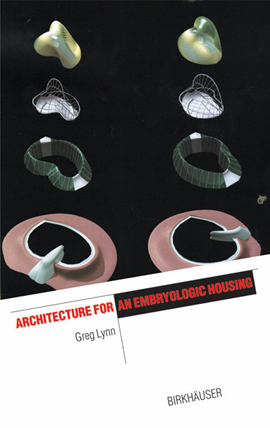 ARCHITECTURE FOR AN EMBRYOLOGIC HOUSING
Greg Lynn
BIRKHÄUSER